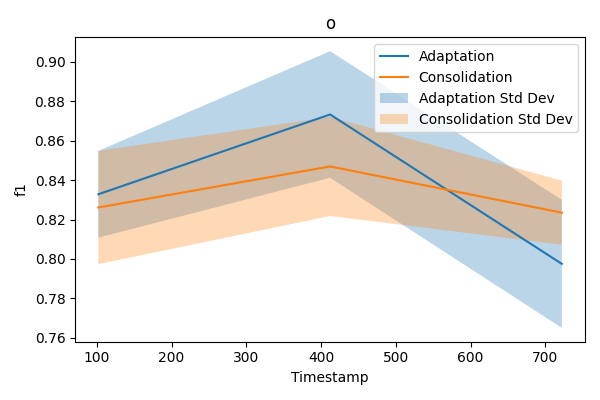 o
Adaptation
Consolidation
Adaptation Std Dev
Consolidation Std Dev
f1
0.90
0.88
0.86
0.84
0.82
0.80
0.78
0.76
100 200 300 400 500 600 700
Timestamp